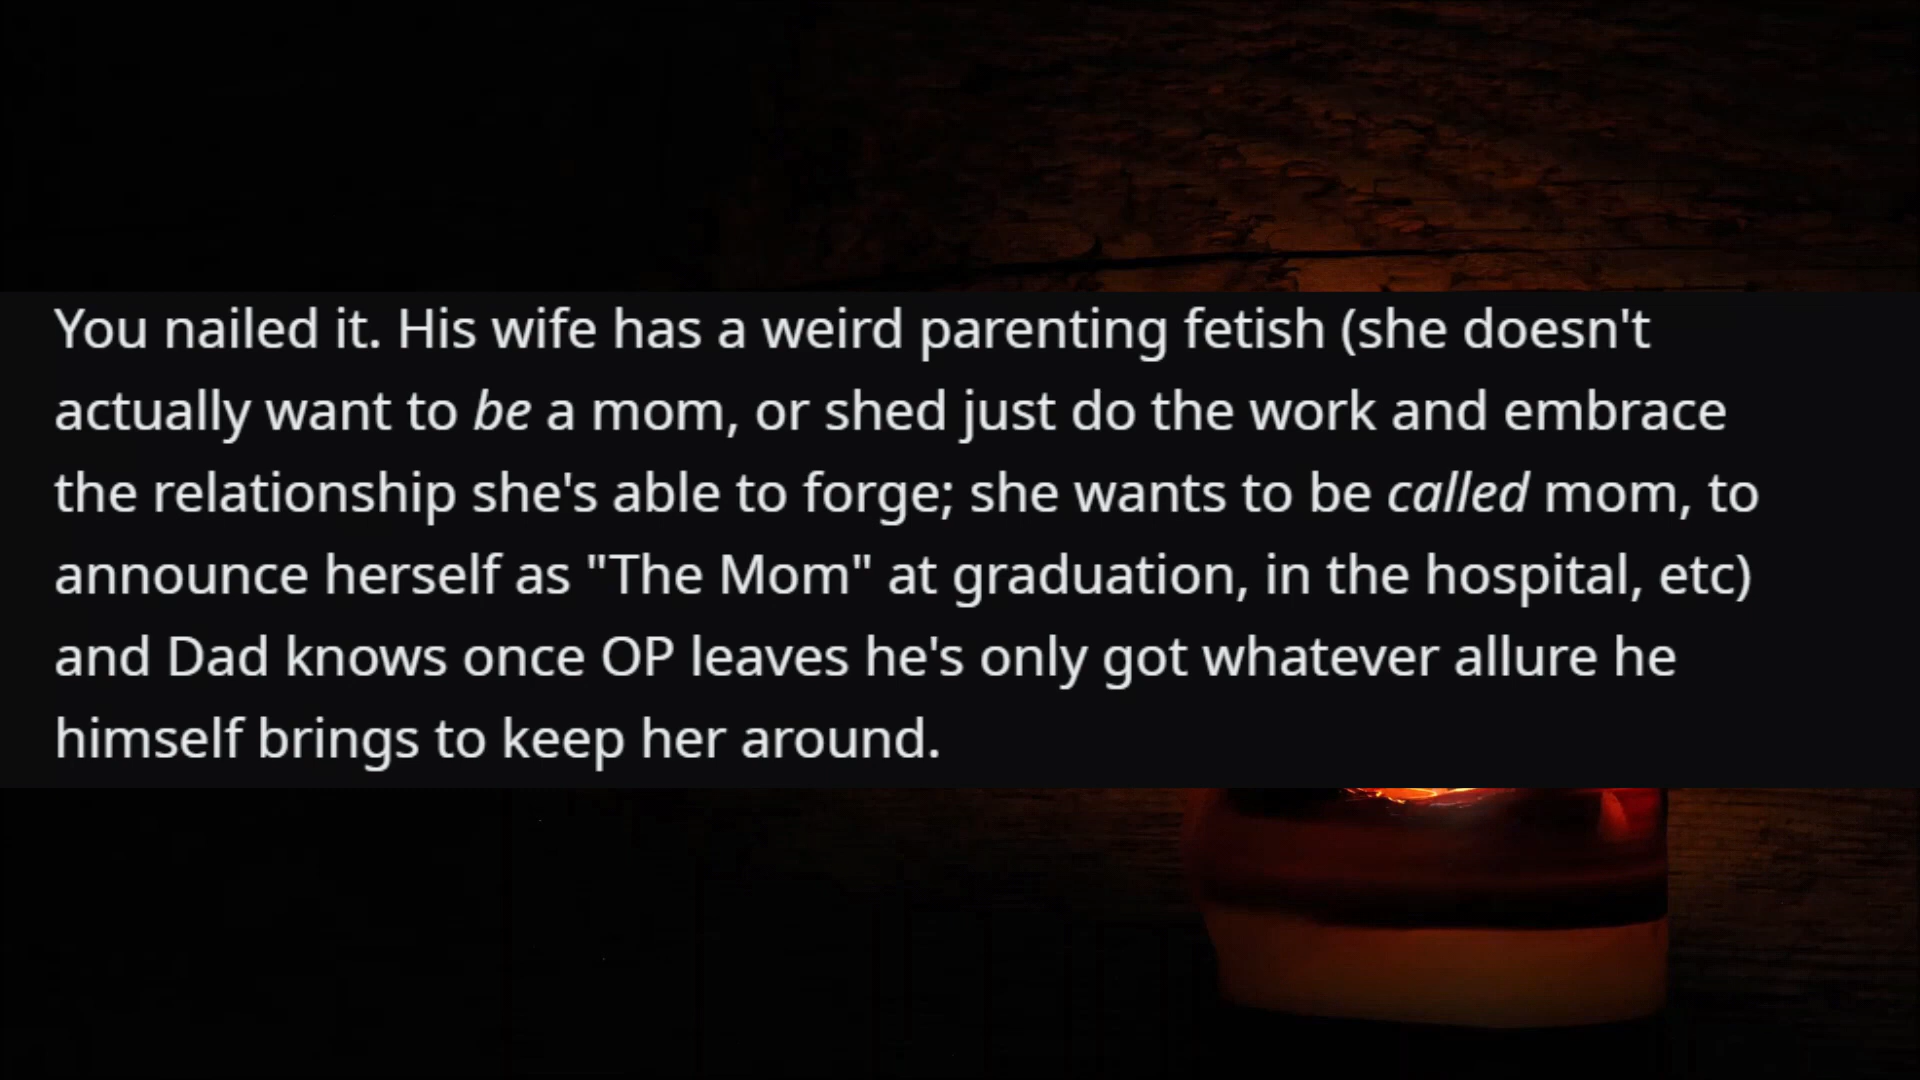 You nailed it. His wife has a weird parenting fetish (she doesn't
actually want to be a mom, or shed just do the work and embrace
the relationship she's able to forge; she wants to be called mom, to
announce herself as "The Mom" at graduation, in the hospital, etc)
and Dad knows once OP leaves he's only got whatever allure he
himself brings to keep her around.